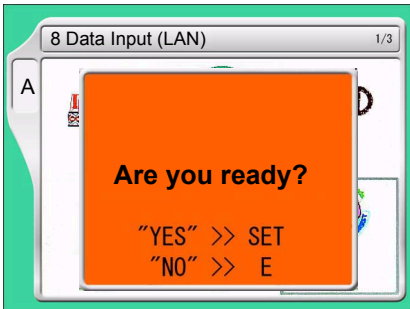 8 Data Input (LAN)
1/3
A
Are you ready?
"YES" >> SET
"NO" >> E